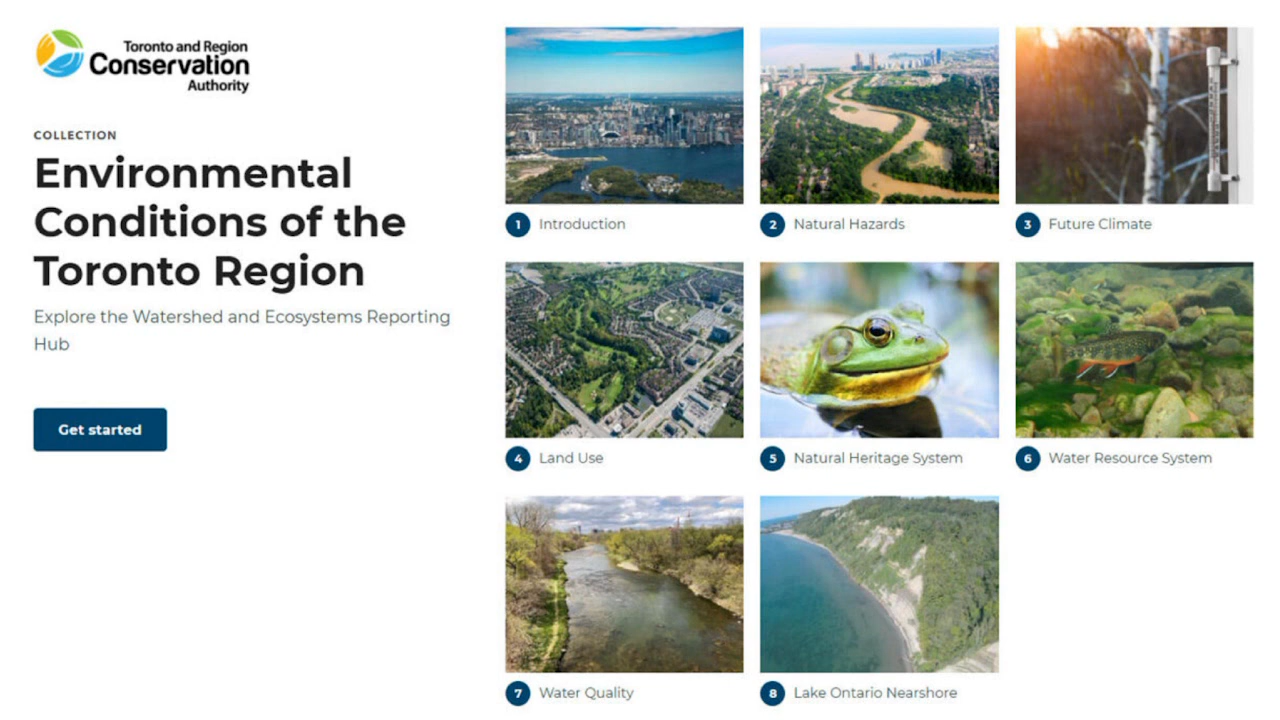 Toronto and Region
Conservation
Authority
COLLECTION
Environmental
Conditions of the
Toronto Region
Explore the Watershed and Ecosystems Reporting
Hub
Get started
1 Introduction
2 Natural Hazards
3 Future Climate
4 Land Use
5 Natural Heritage System
6 Water Resource System
7 Water Quality
8 Lake Ontario Nearshore